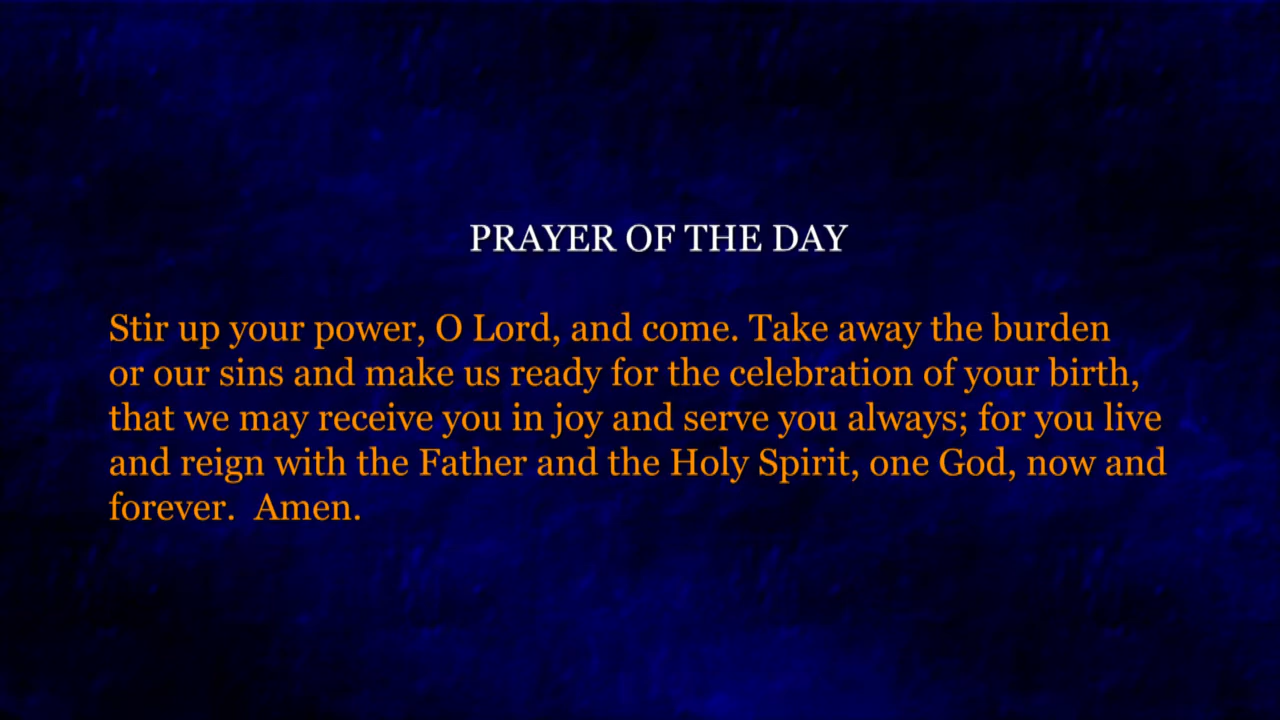 PRAYER OF THE DAY
Stir up your power, O Lord, and come. Take away the burden
or our sins and make us ready for the celebration of your birth,
that we may receive you in joy and serve you always; for you live
and reign with the Father and the Holy Spirit, one God, now and
forever.  Amen.